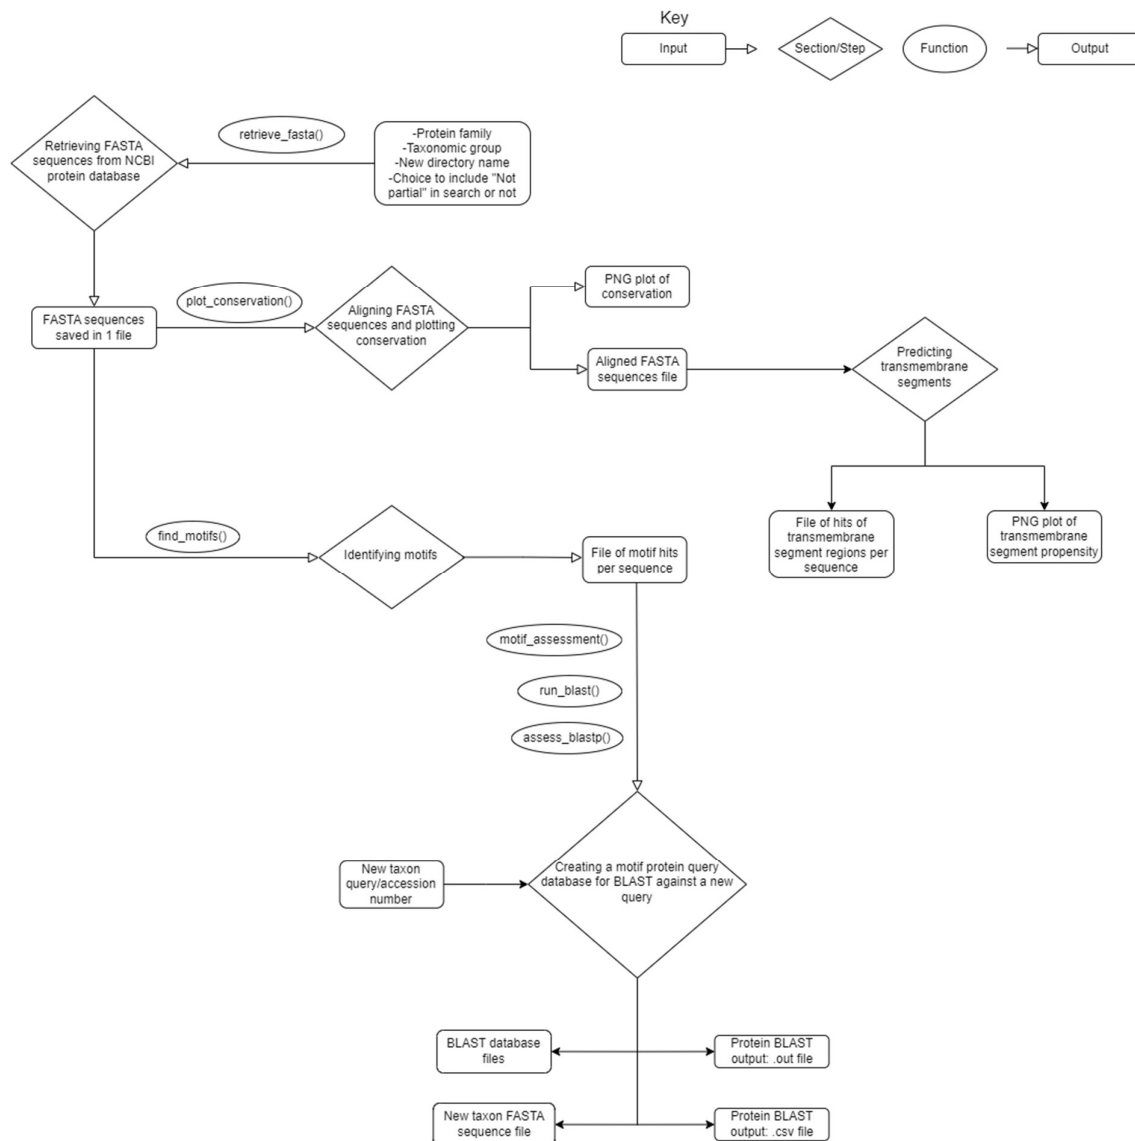 Key
Input
Section/Step
Function
Output
Retrieving FASTA
sequences from NCBI
protein database
retrieve_fasta()
-Protein family
-Taxonomic group
-New directory name
-Choice to include "Not
partial" in search or not
FASTA sequences
saved in 1 file
plot_conservation()
Aligning FASTA
sequences and plotting
conservation
PNG plot of
conservation
Aligned FASTA
sequences file
Predicting
transmembrane
segments
File of hits of
transmembrane
segment regions per
sequence
PNG plot of
transmembrane
segment propensity
find_motifs()
Identifying motifs
File of motif hits
per sequence
motif_assessment()
run_blast()
assess_blastp()
New taxon
query/accession
number
Creating a motif protein query
database for BLAST against a new
query
BLAST database
files
Protein BLAST
output: .out file
New taxon FASTA
sequence file
Protein BLAST
output: .csv file